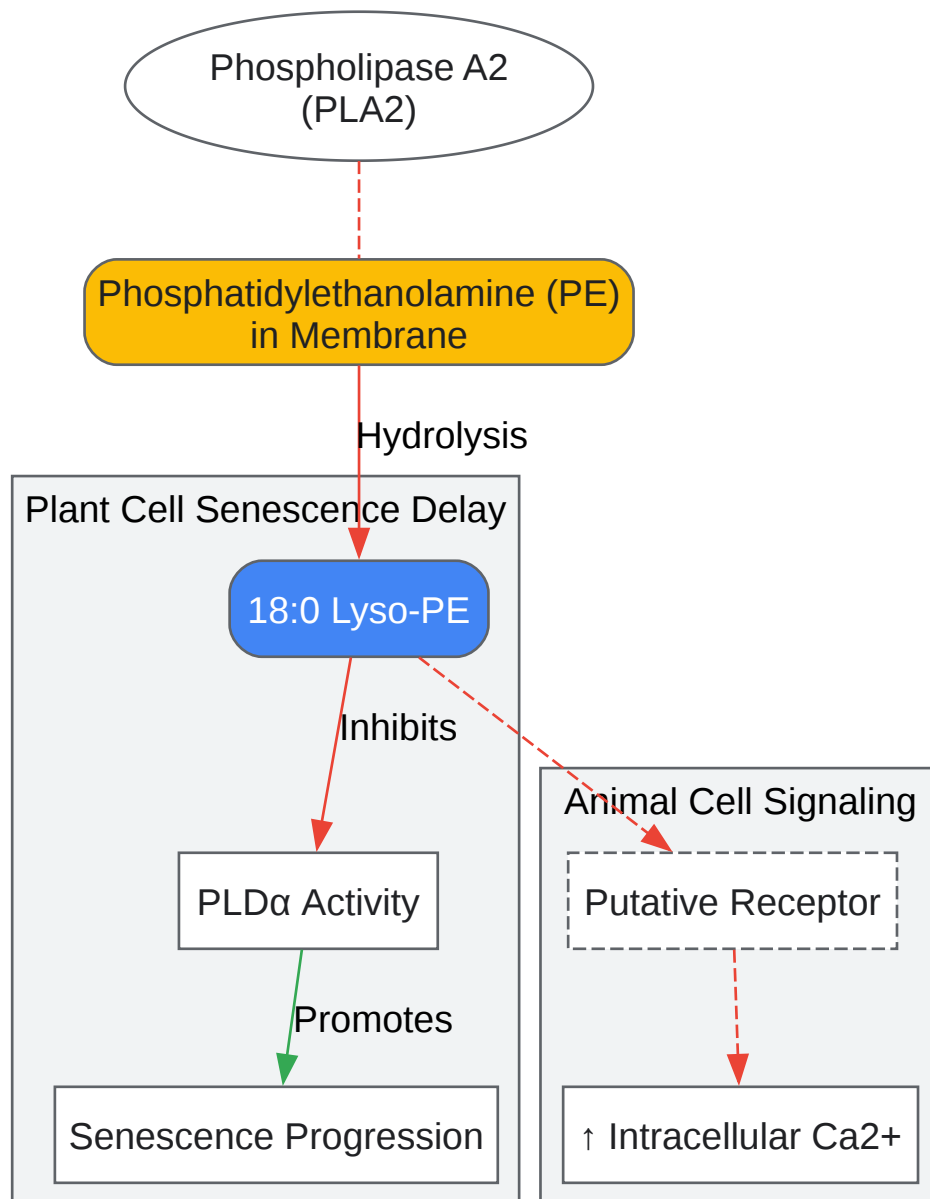 Phospholipase A2
(PLA2)
Phosphatidylethanolamine (PE)
in Membrane
Hydrolysis
Plant Cell Senescence Delay
18:0 Lyso-PE
Inhibits
Animal Cell Signaling
PLDα Activity
Putative Receptor
Promotes
Senescence Progression
↑ Intracellular Ca2+